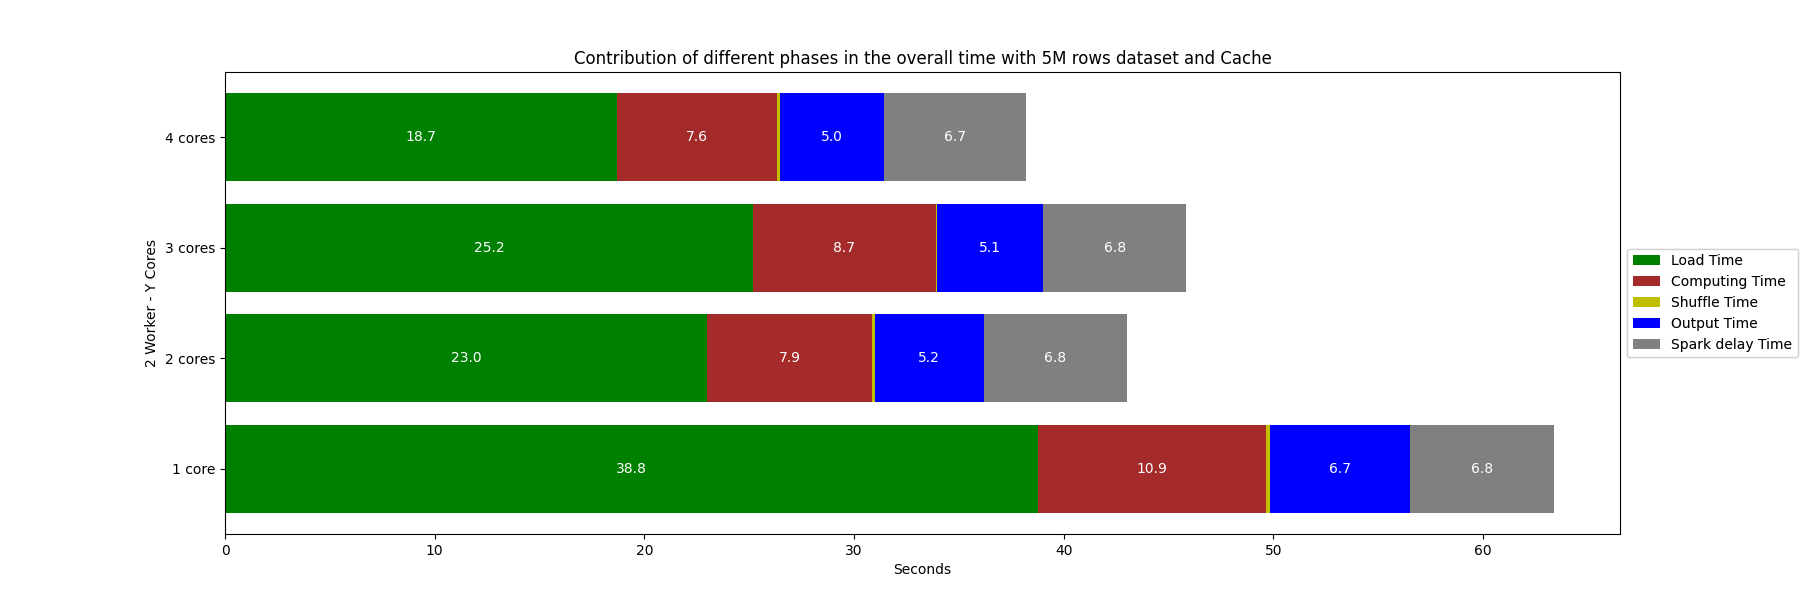 Contribution of different phases in the overall time with 5M rows dataset and Cache
2 Worker - Y Cores
4 cores
18.7 7.6 5.0 6.7
3 cores
25.2 8.7 5.1 6.8
2 cores
23.0 7.9 5.2 6.8
1 core
38.8 10.9 6.7 6.8
0 10 20 30 40 50 60
Seconds
Load Time
Computing Time
Shuffle Time
Output Time
Spark delay Time